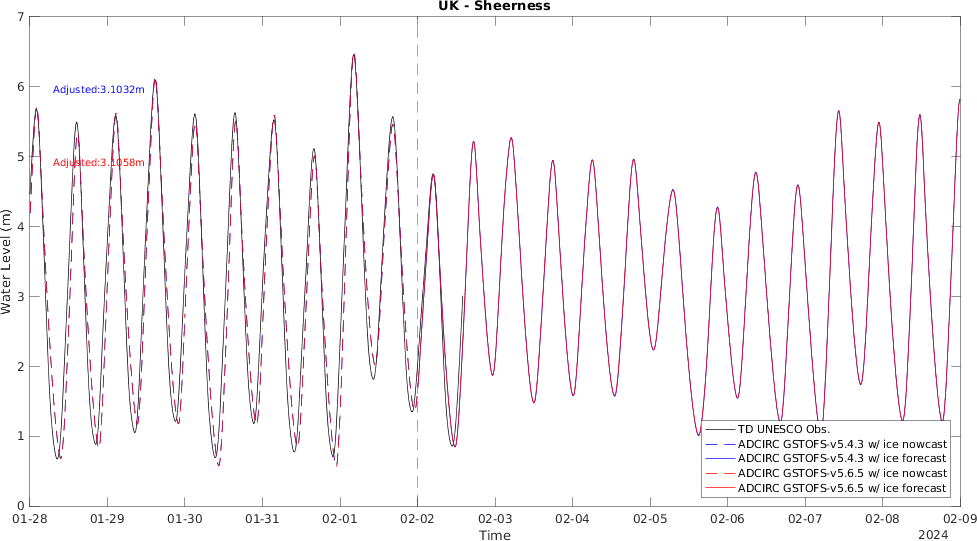 UK - Sheerness
7
6
5
4
3
2
1
0
Water Level (m)
Adjusted:3.1032m
Adjusted:3.1058m
TD UNESCO Obs.
ADCIRC GSTOFS-v5.4.3 w/ ice nowcast
ADCIRC GSTOFS-v5.4.3 w/ ice forecast
ADCIRC GSTOFS-v5.6.5 w/ ice nowcast
ADCIRC GSTOFS-v5.6.5 w/ ice forecast
01-28 01-29 01-30 01-31 02-01 02-02 02-03 02-04 02-05 02-06 02-07 02-08 02-09
Time
2024